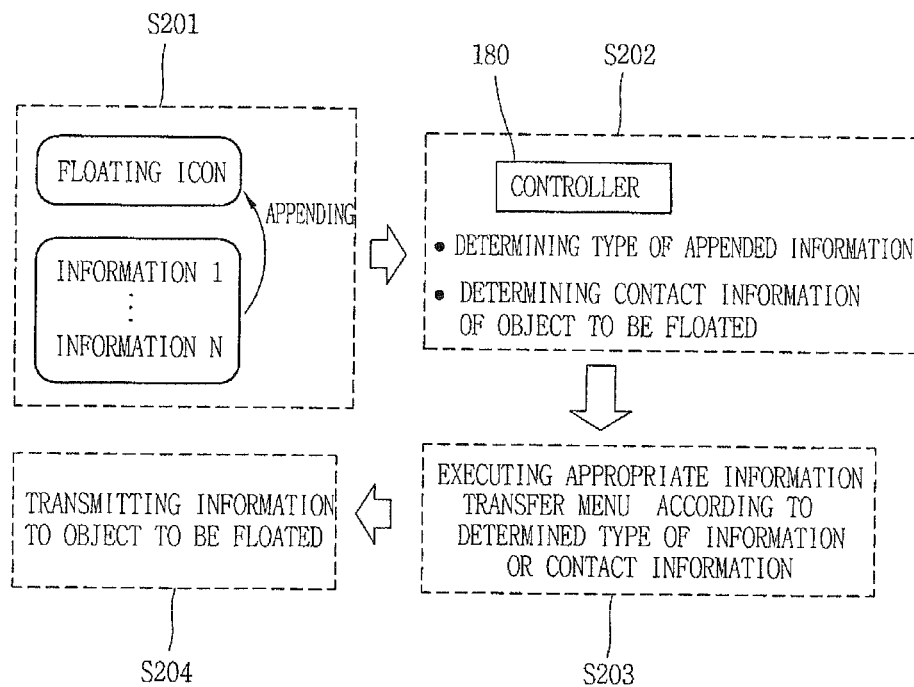 S201
FLOATING ICON
APPENDING
INFORMATION 1
⋮
INFORMATION N
180
S202
CONTROLLER
• DETERMINING TYPE OF APPENDED INFORMATION
• DETERMINING CONTACT INFORMATION
OF OBJECT TO BE FLOATED
EXECUTING APPROPRIATE INFORMATION
TRANSFER MENU ACCORDING TO
DETERMINED TYPE OF INFORMATION
OR CONTACT INFORMATION
S203
TRANSMITTING INFORMATION
TO OBJECT TO BE FLOATED
S204